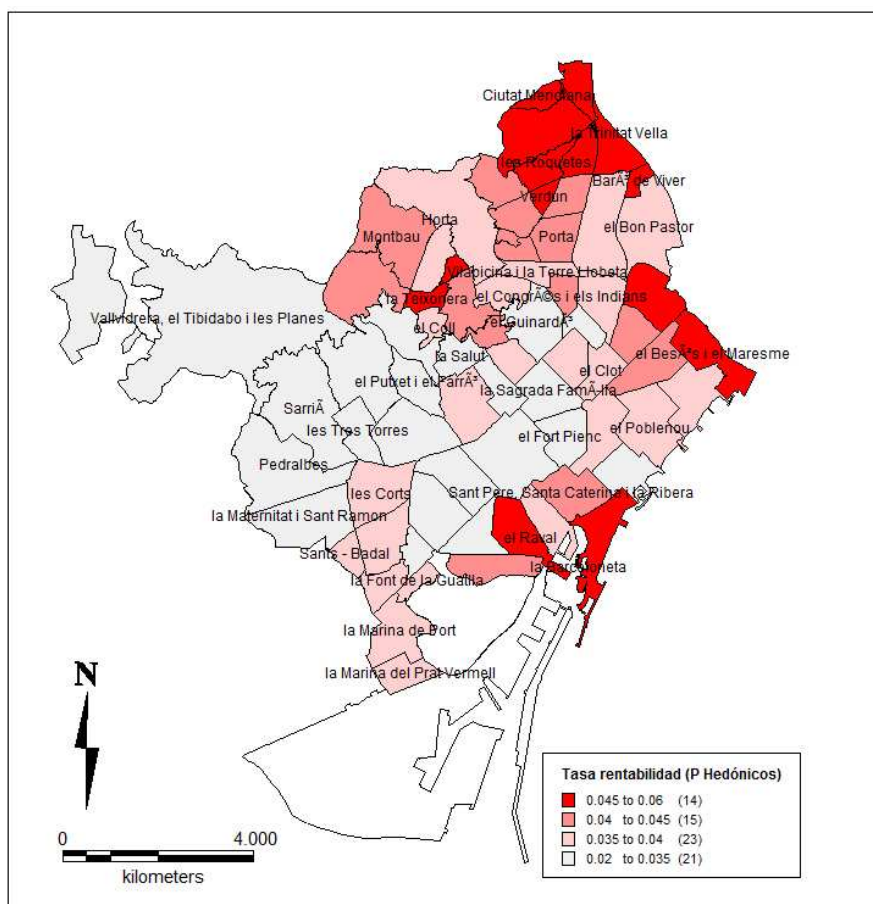 Ciutat Meridiana
la Trinitat Vella
les Roquetes
BarÃ³ de Viver
Verdun
Horta
Montbau
Porta
el Bon Pastor
Vilapicina i la Torre Llobeta
la Teixonera
el CongrÃ©s i els Indians
Vallvidrera, el Tibidabo i les Planes
el Coll
el GuinardÃ³
la Salut
el BesÃ²s i el Maresme
el Clot
el Putxet i el FarrÃ³
la Sagrada FamÃ­lia
SarriÃ
les Tres Torres
el Poblenou
el Fort Pienc
Pedralbes
les Corts
Sant Pere, Santa Caterina i la Ribera
la Maternitat i Sant Ramon
el Raval
Sants - Badal
la Barceloneta
la Font de la Guatlla
la Marina de Port
la Marina del Prat Vermell
N
0 4.000
kilometers
Tasa rentabilidad (P Hedónicos)
0.045 to 0.06 (14)
0.04 to 0.045 (15)
0.035 to 0.04 (23)
0.02 to 0.035 (21)